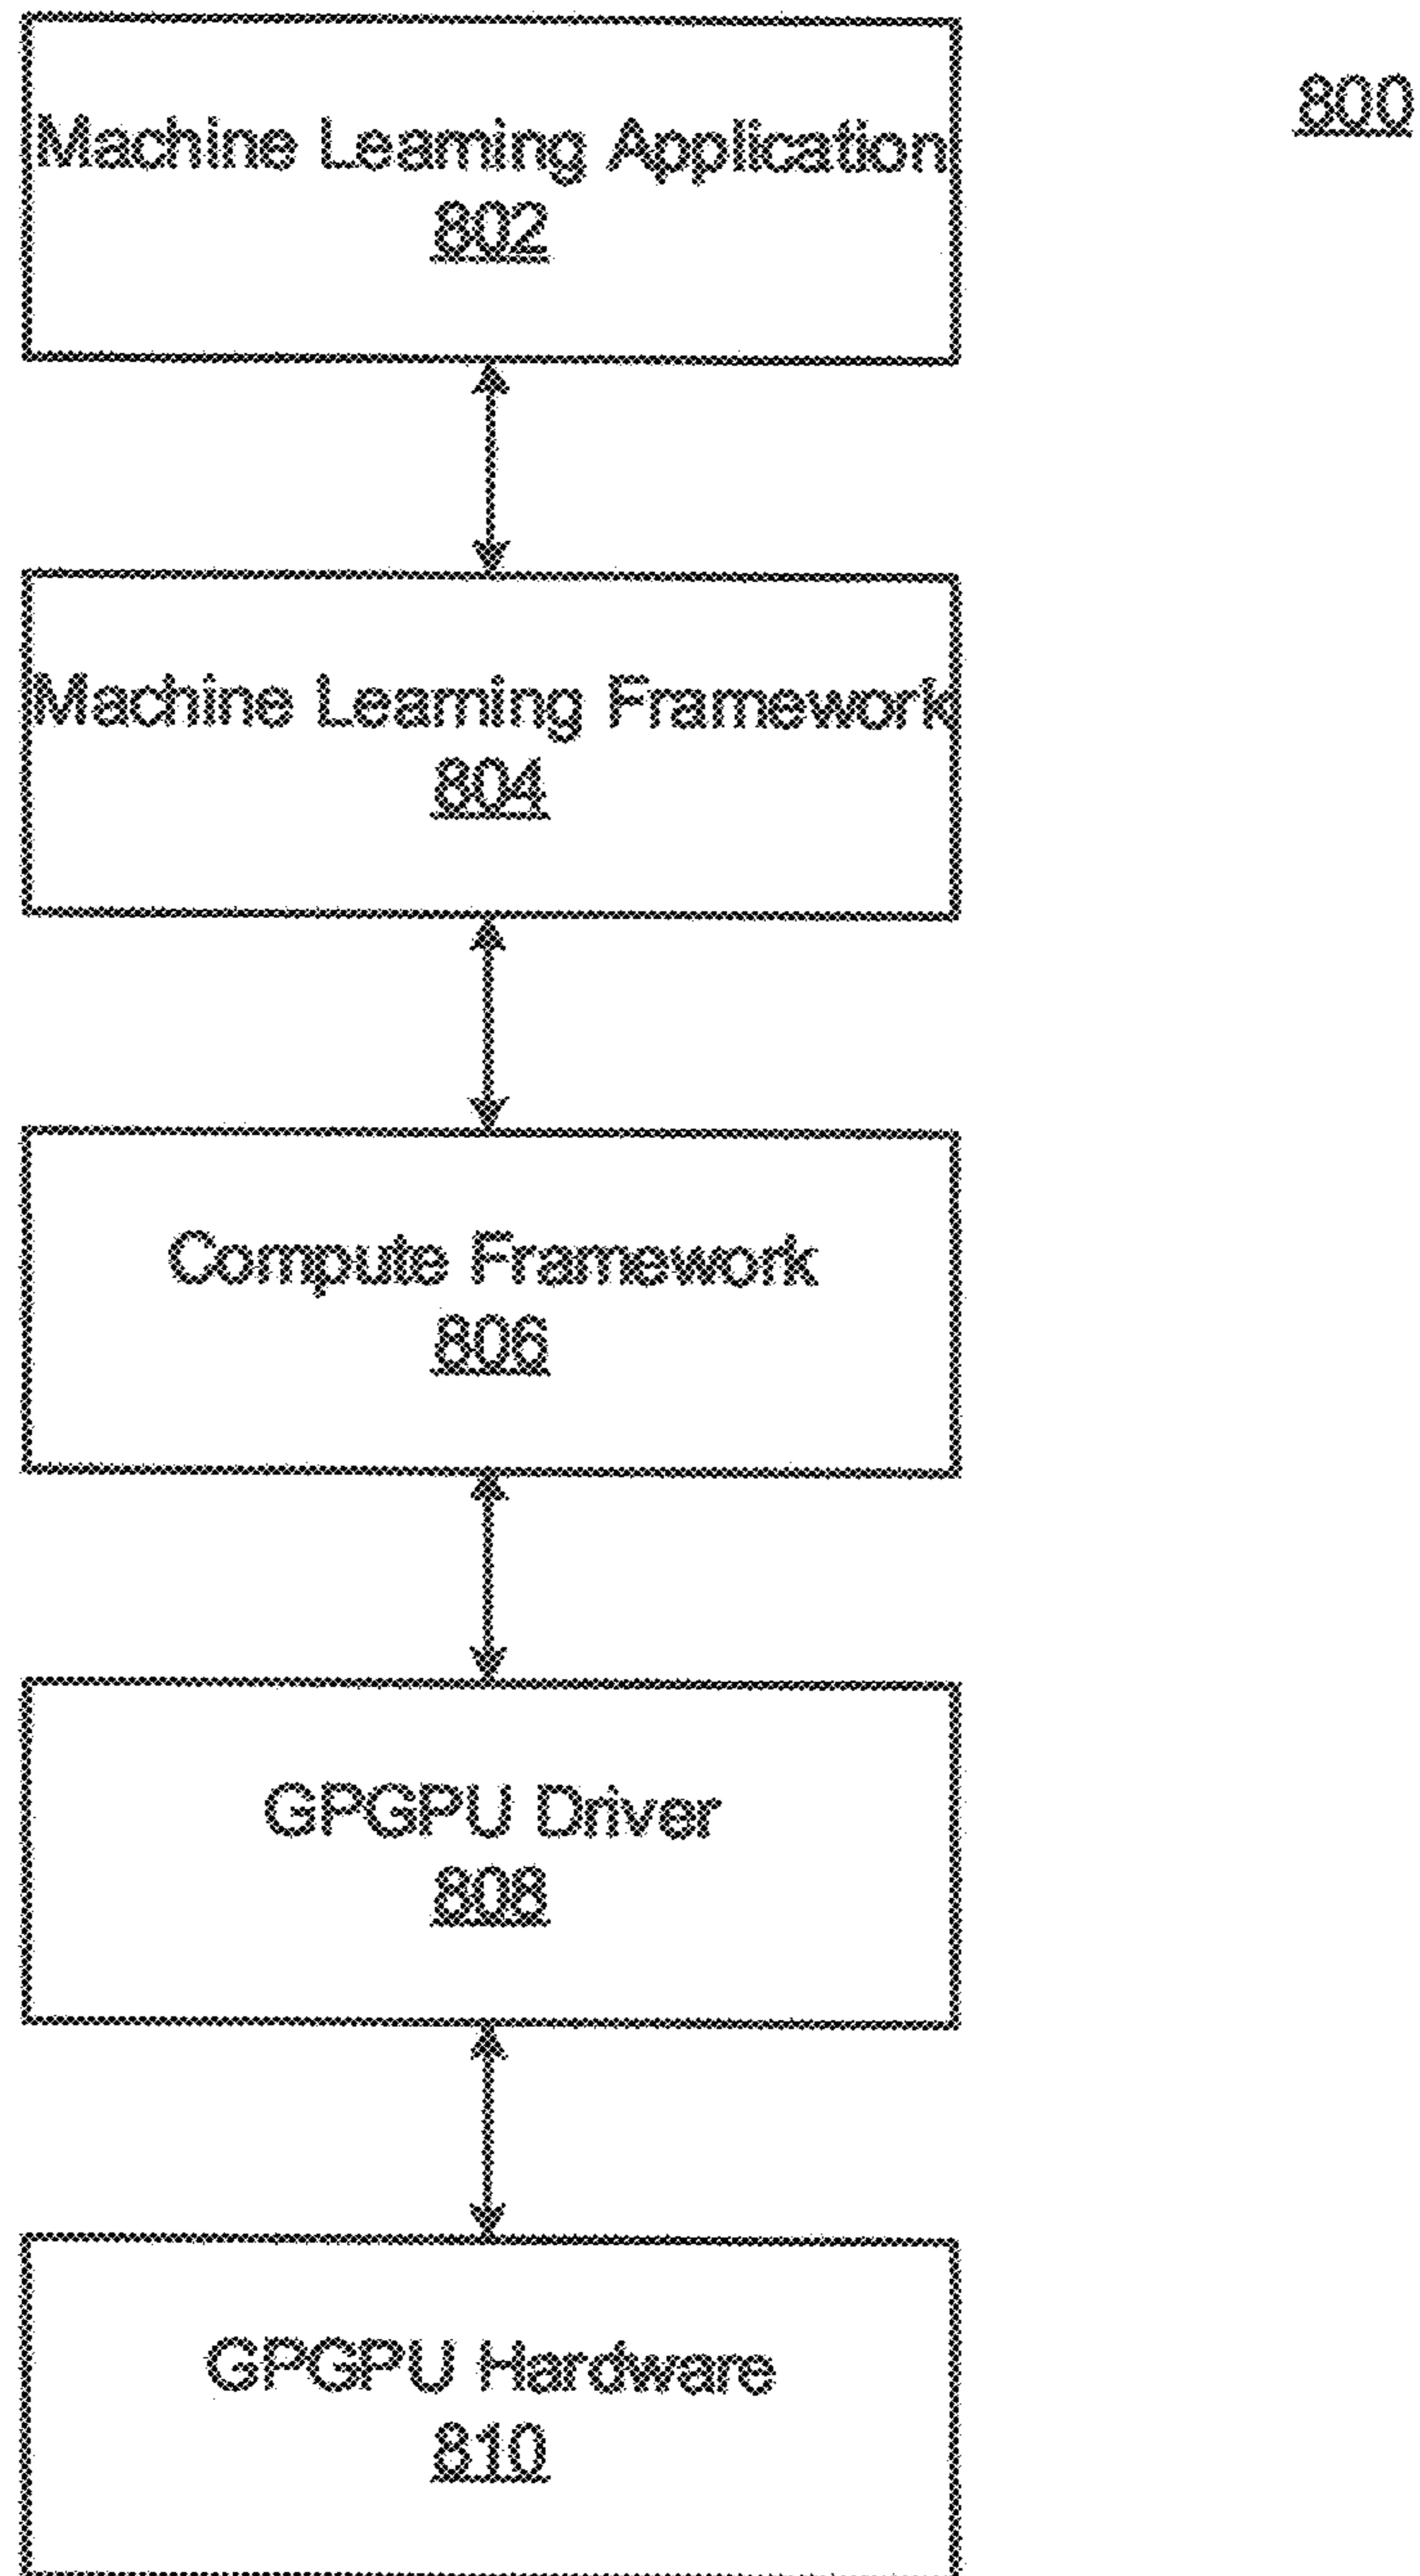 800
Machine Learning Application
802
Machine Learning Framework
804
Compute Framework
806
GPGPU Driver
808
GPGPU Hardware
810